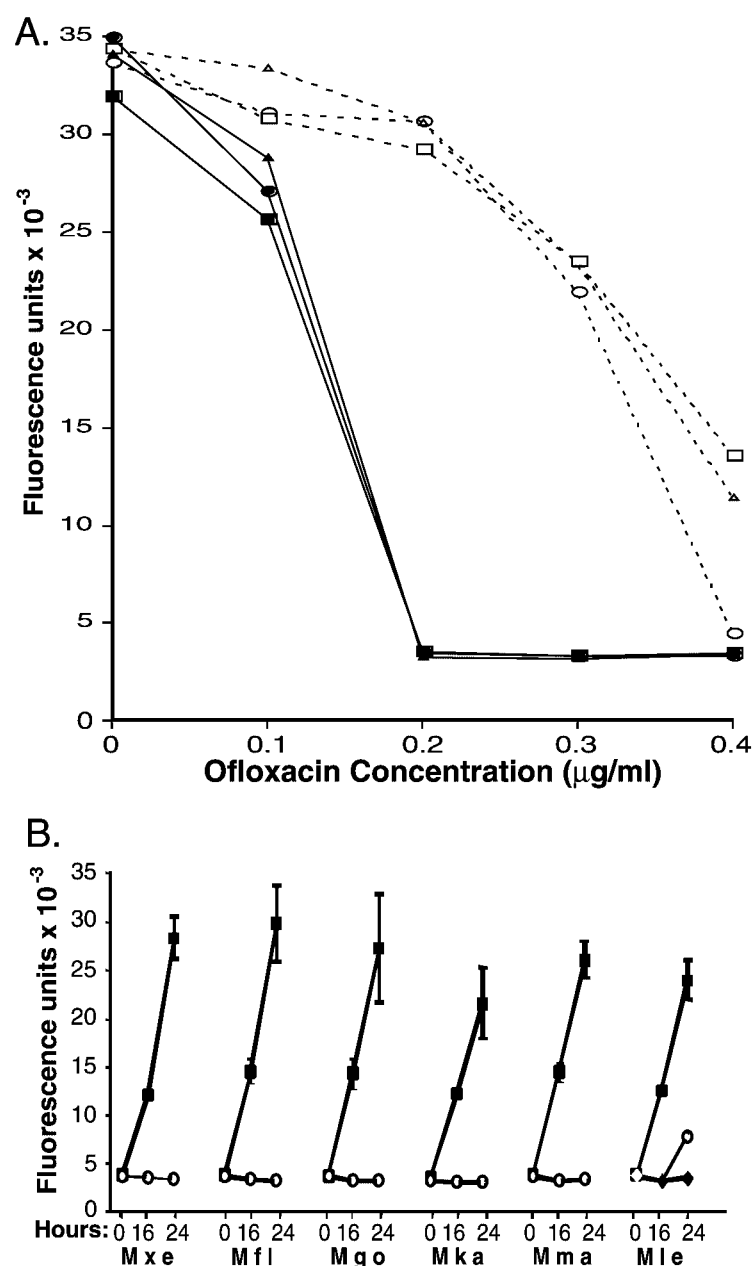 A.
Fluorescence units x 10-3
35
30
25
20
15
10
5
0
0 0.1 0.2 0.3 0.4
Ofloxacin Concentration (µg/ml)
B.
Fluorescence units x 10-3
35
30
25
20
15
10
5
0
Hours: 0 16 24 0 16 24 0 16 24 0 16 24 0 16 24 0 16 24
Mxe Mfl Mgo Mka Mma Mle